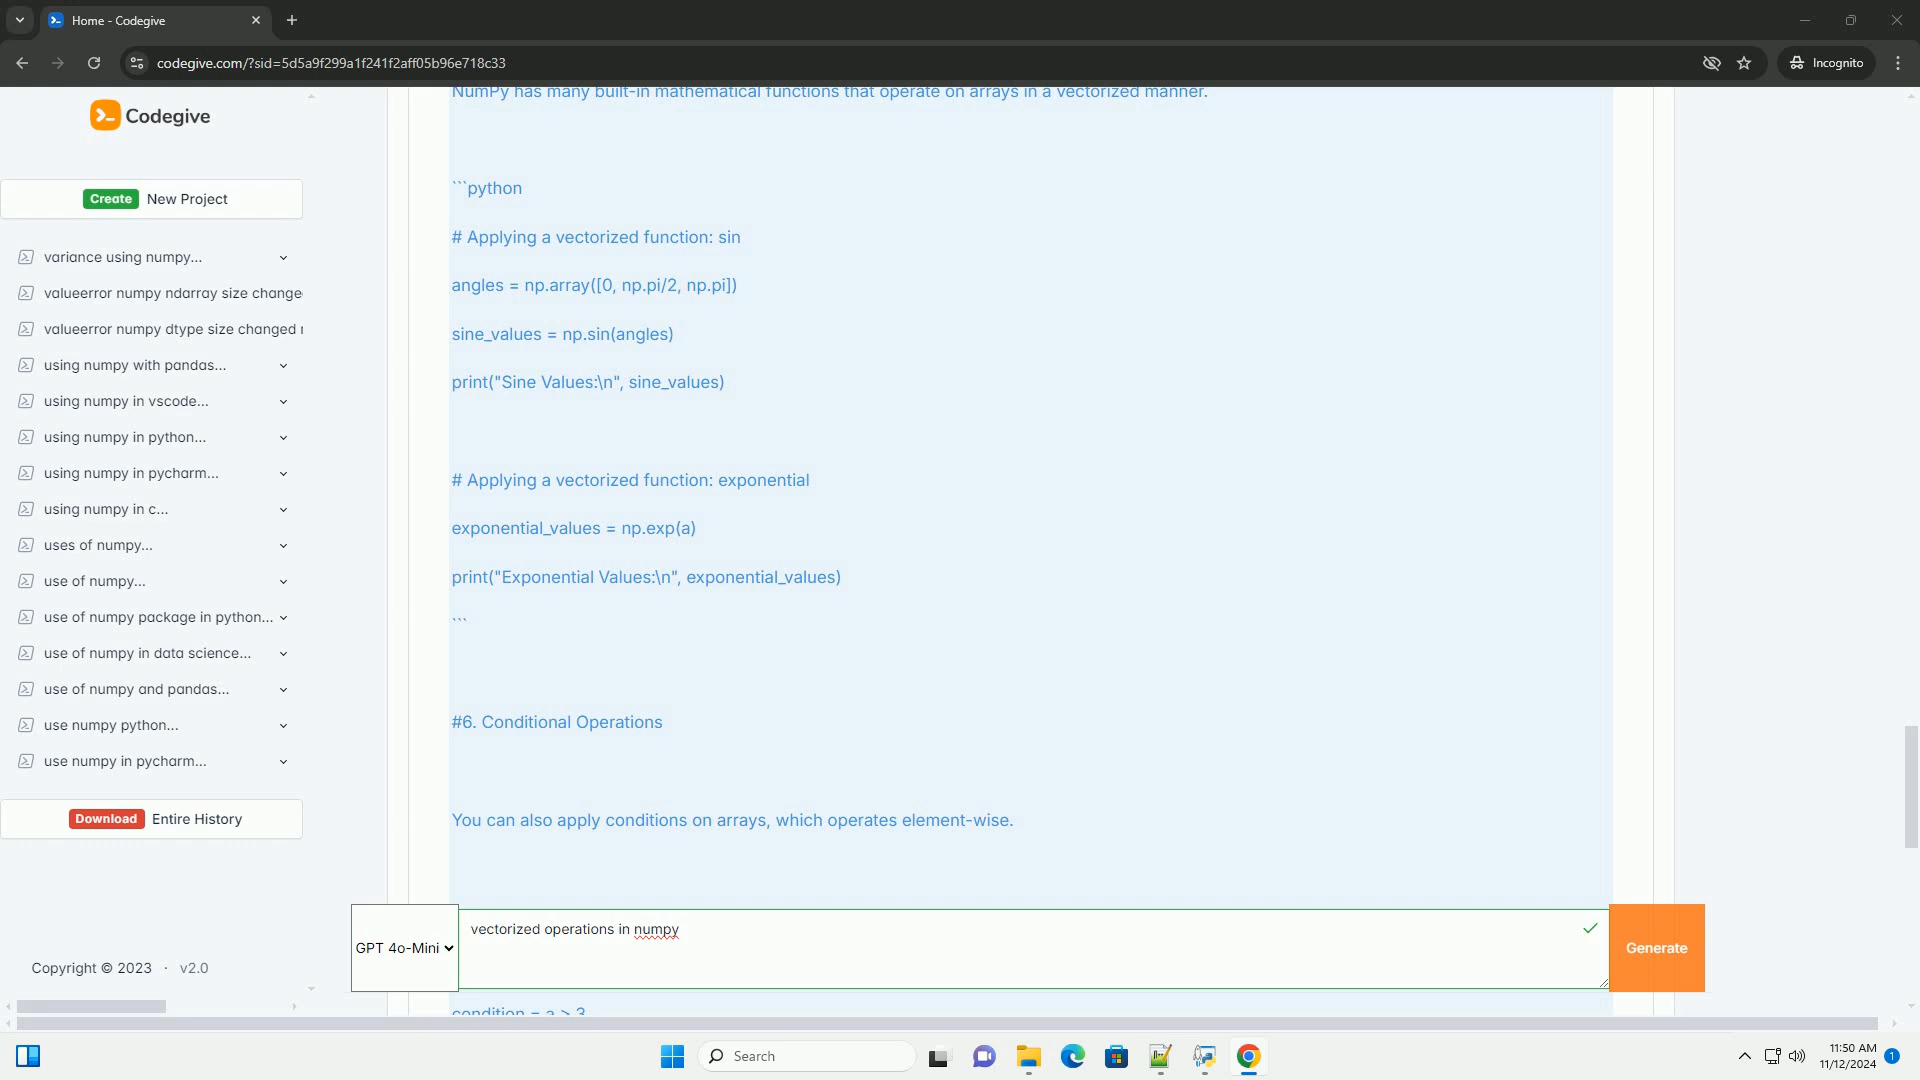 Home - Codegive
codegive.com/?sid=5d5a9f299a1f241f2aff05b96e718c33
Incognito
Codegive
Create New Project
variance using numpy...
valueerror numpy ndarray size change
valueerror numpy dtype size changed r
using numpy with pandas...
using numpy in vscode...
using numpy in python...
using numpy in pycharm...
using numpy in c...
uses of numpy...
use of numpy...
use of numpy package in python...
use of numpy in data science...
use of numpy and pandas...
use numpy python...
use numpy in pycharm...
Download Entire History
Copyright © 2023 · v2.0
NumPy has many built-in mathematical functions that operate on arrays in a vectorized manner.
```python
# Applying a vectorized function: sin
angles = np.array([0, np.pi/2, np.pi])
sine_values = np.sin(angles)
print("Sine Values:\n", sine_values)
# Applying a vectorized function: exponential
exponential_values = np.exp(a)
print("Exponential Values:\n", exponential_values)
```
#6. Conditional Operations
You can also apply conditions on arrays, which operates element-wise.
GPT 4o-Mini
vectorized operations in numpy
Generate
condition = a > 3
Search
11:50 AM
11/12/2024
1